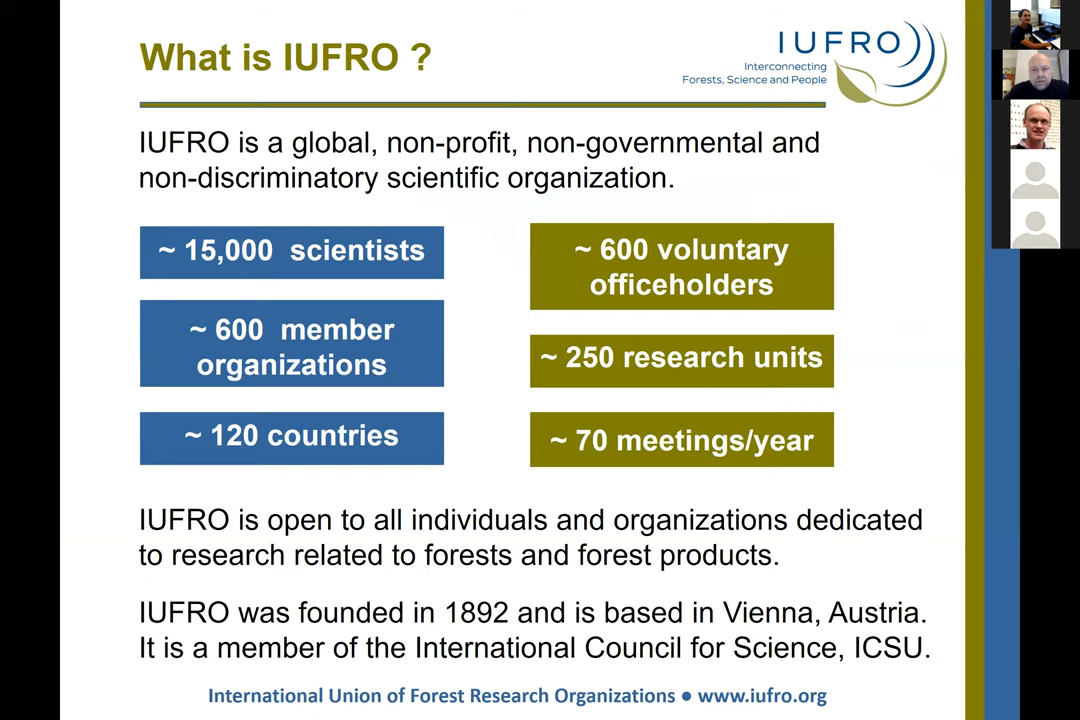 What is IUFRO ?
IUFRO
Interconnecting
Forests, Science and People
IUFRO is a global, non-profit, non-governmental and
non-discriminatory scientific organization.
~ 15,000 scientists
~ 600 member
organizations
~ 120 countries
~ 600 voluntary
officeholders
~ 250 research units
~ 70 meetings/year
IUFRO is open to all individuals and organizations dedicated
to research related to forests and forest products.
IUFRO was founded in 1892 and is based in Vienna, Austria.
It is a member of the International Council for Science, ICSU.
International Union of Forest Research Organizations ● www.iufro.org